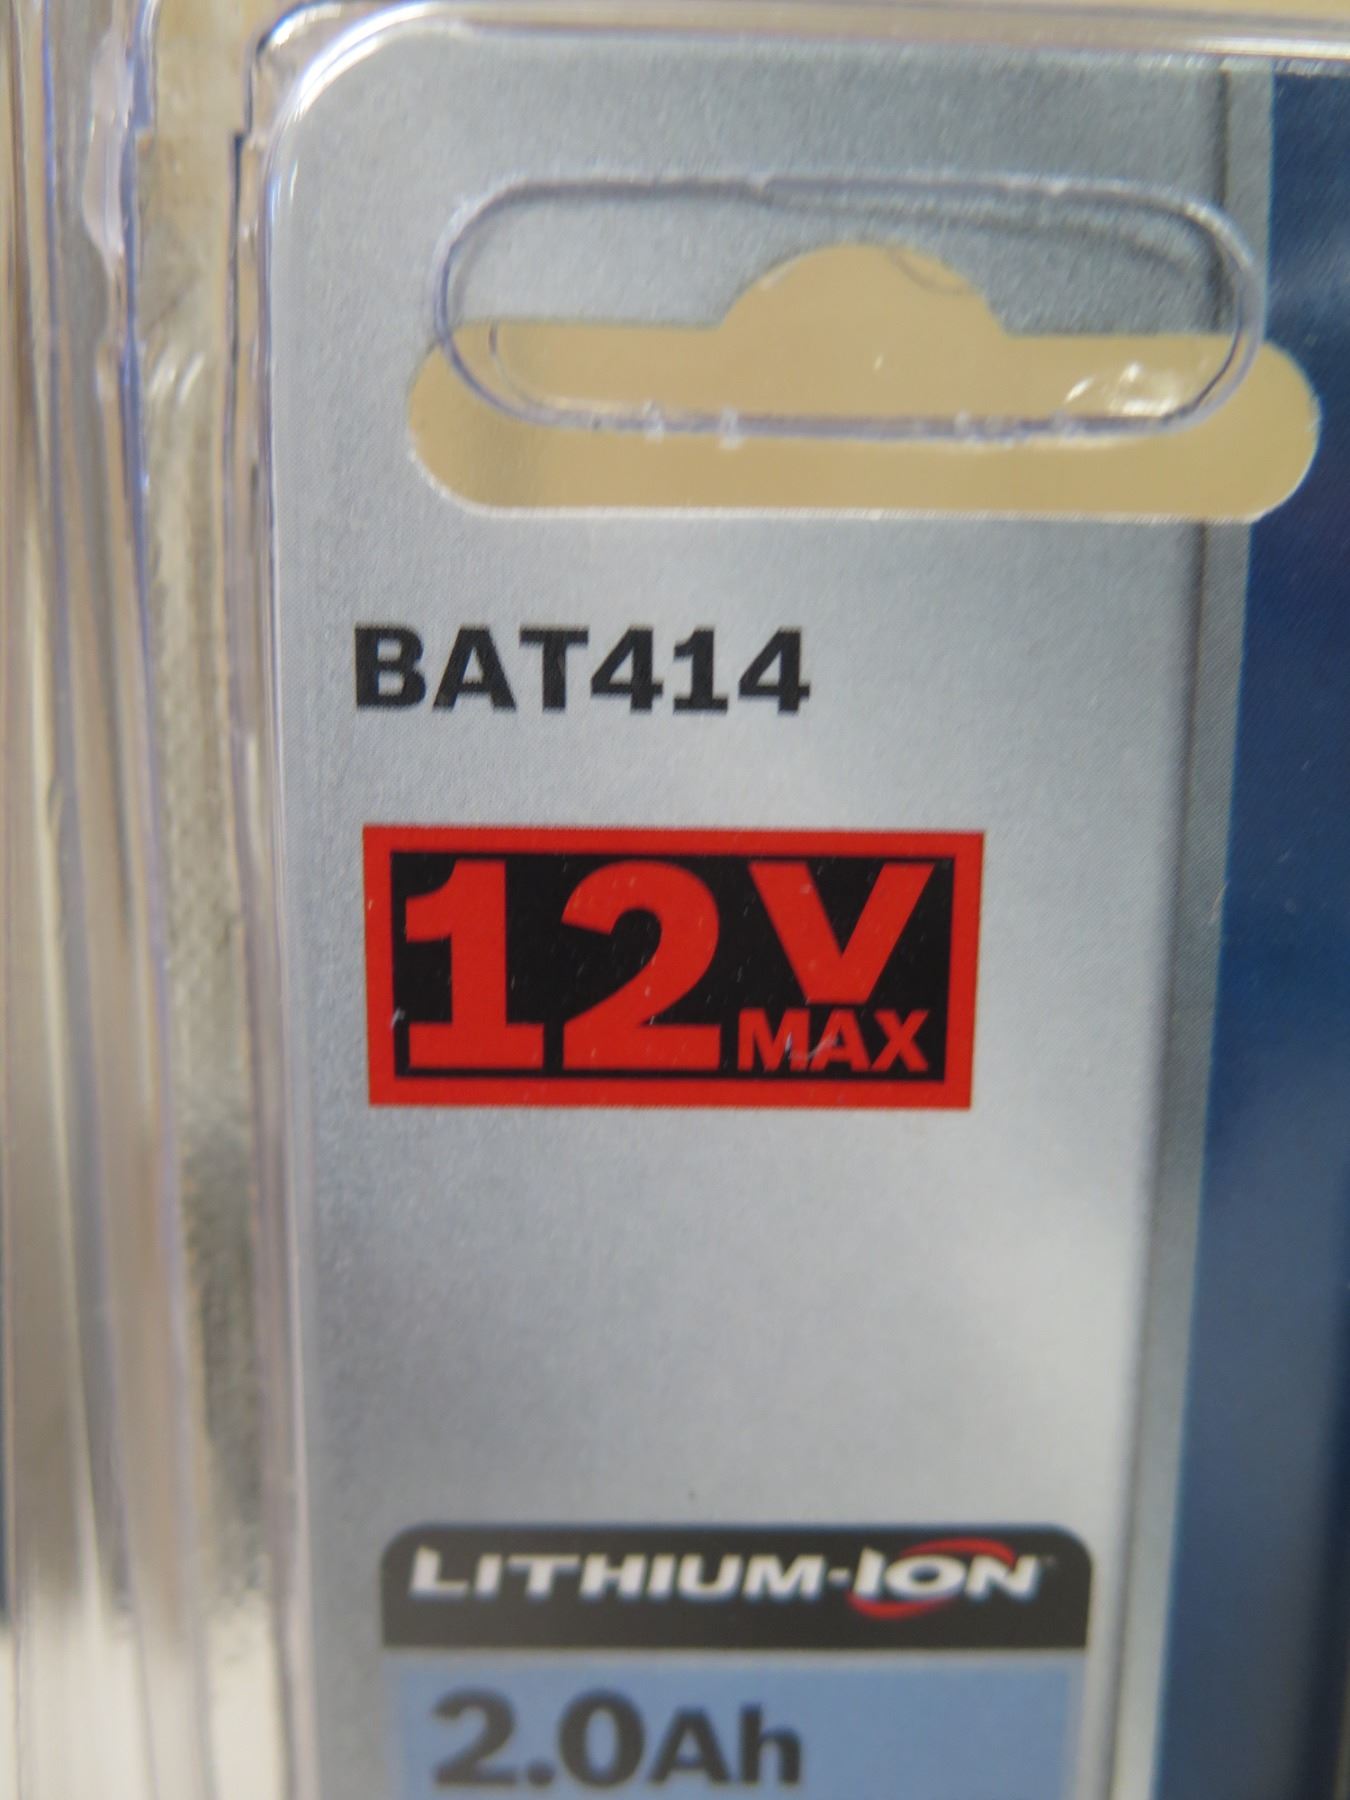 BAT414
12V
MAX
LITHIUM-ION
2.0Ah